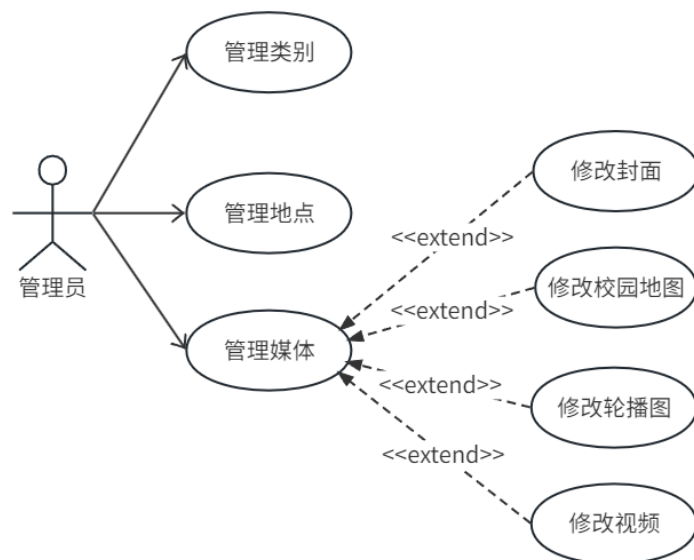 管理类别
修改封面
管理地点
<<extend>>
管理员
修改校园地图
<<extend>>
管理媒体
<<extend>>
修改轮播图
<<extend>>
修改视频